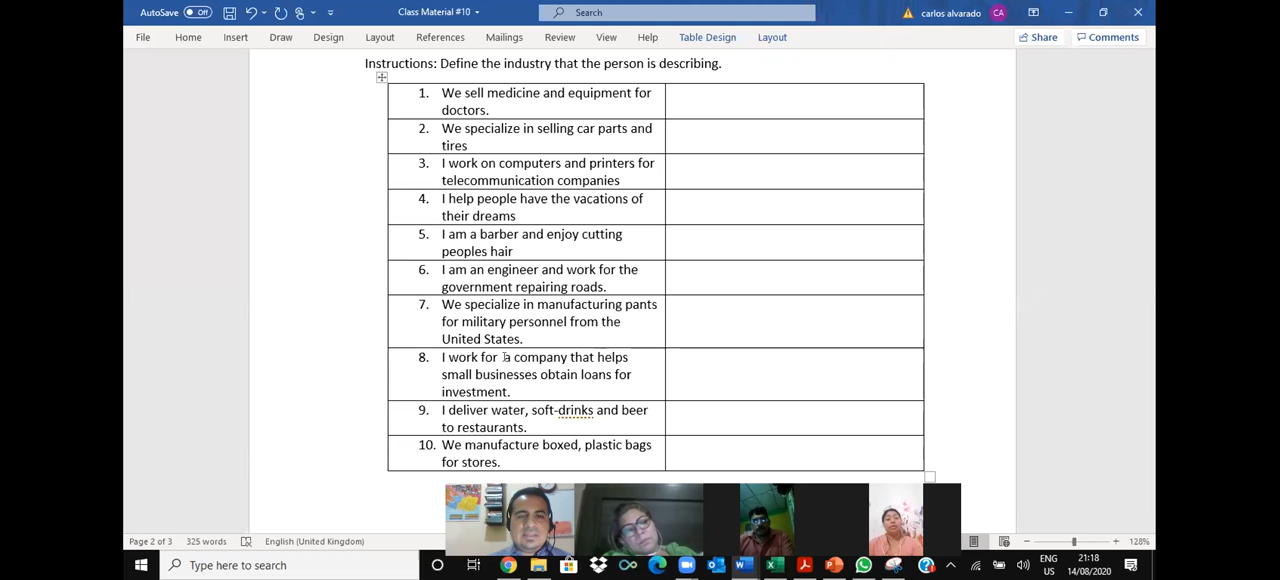 AutoSave Off Class Material #10 Search carlos alvarado CA
File Home Insert Draw Design Layout References Mailings Review View Help Table Design Layout Share Comments
Instructions: Define the industry that the person is describing.
1. We sell medicine and equipment for
doctors.
2. We specialize in selling car parts and
tires
3. I work on computers and printers for
telecommunication companies
4. I help people have the vacations of
their dreams
5. I am a barber and enjoy cutting
peoples hair
6. I am an engineer and work for the
government repairing roads.
7. We specialize in manufacturing pants
for military personnel from the
United States.
8. I work for a company that helps
small businesses obtain loans for
investment.
9. I deliver water, soft-drinks and beer
to restaurants.
10. We manufacture boxed, plastic bags
for stores.
Page 2 of 3 325 words English (United Kingdom) 128%
Type here to search ENG 21:18
US 14/08/2020